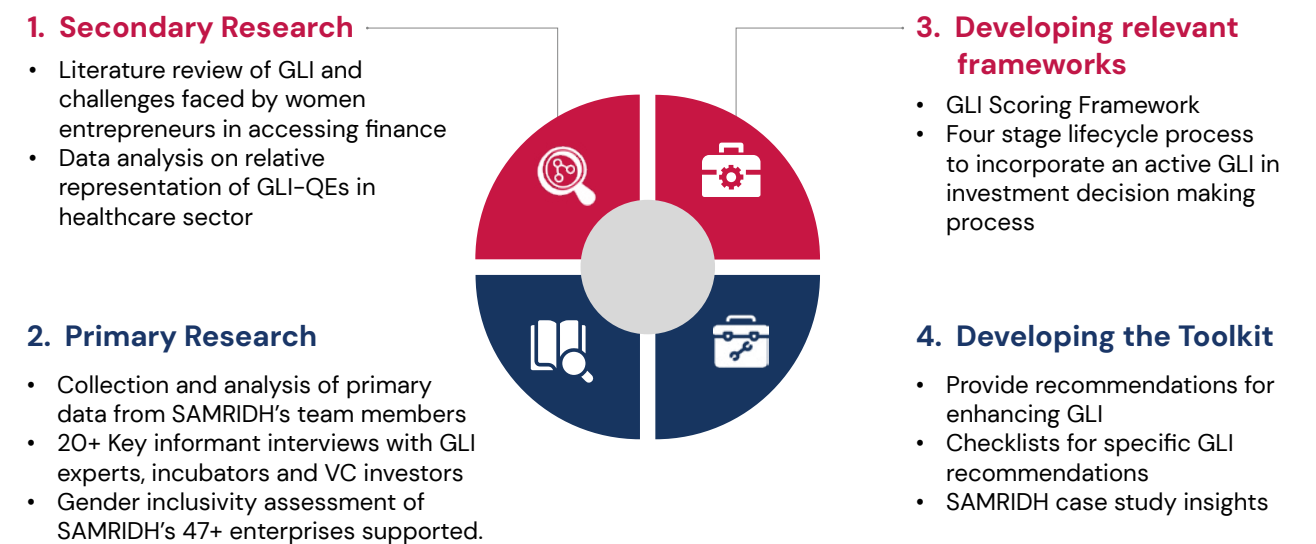 1. Secondary Research
• Literature review of GLI and
challenges faced by women
entrepreneurs in accessing finance
• Data analysis on relative
representation of GLI-QEs in
healthcare sector
2. Primary Research
• Collection and analysis of primary
data from SAMRIDH's team members
• 20+ Key informant interviews with GLI
experts, incubators and VC investors
• Gender inclusivity assessment of
SAMRIDH's 47+ enterprises supported.
3. Developing relevant
frameworks
• GLI Scoring Framework
• Four stage lifecycle process
to incorporate an active GLI in
investment decision making
process
4. Developing the Toolkit
• Provide recommendations for
enhancing GLI
• Checklists for specific GLI
recommendations
• SAMRIDH case study insights